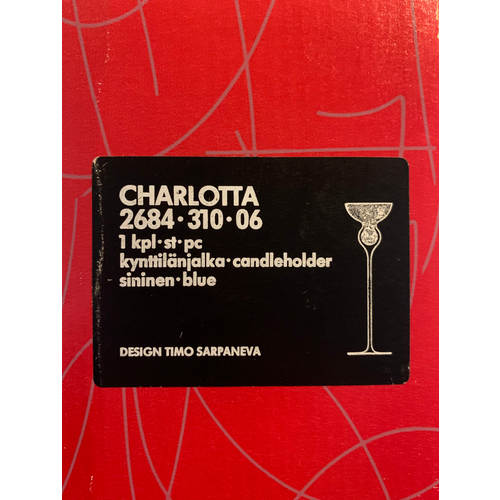 CHARLOTTA
2684·310·06
1 kpl·st·pc
kynttilänjalka·candleholder
sininen·blue
DESIGN TIMO SARPANEVA